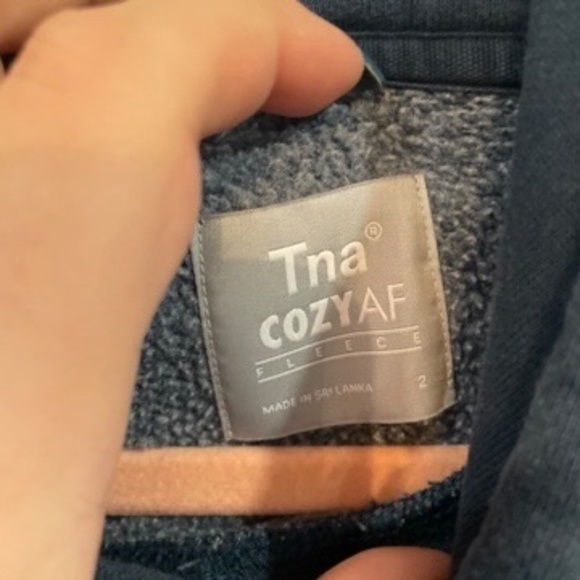 Tna®
COZYAF
FLEECE
MADE IN SRI LANKA 2